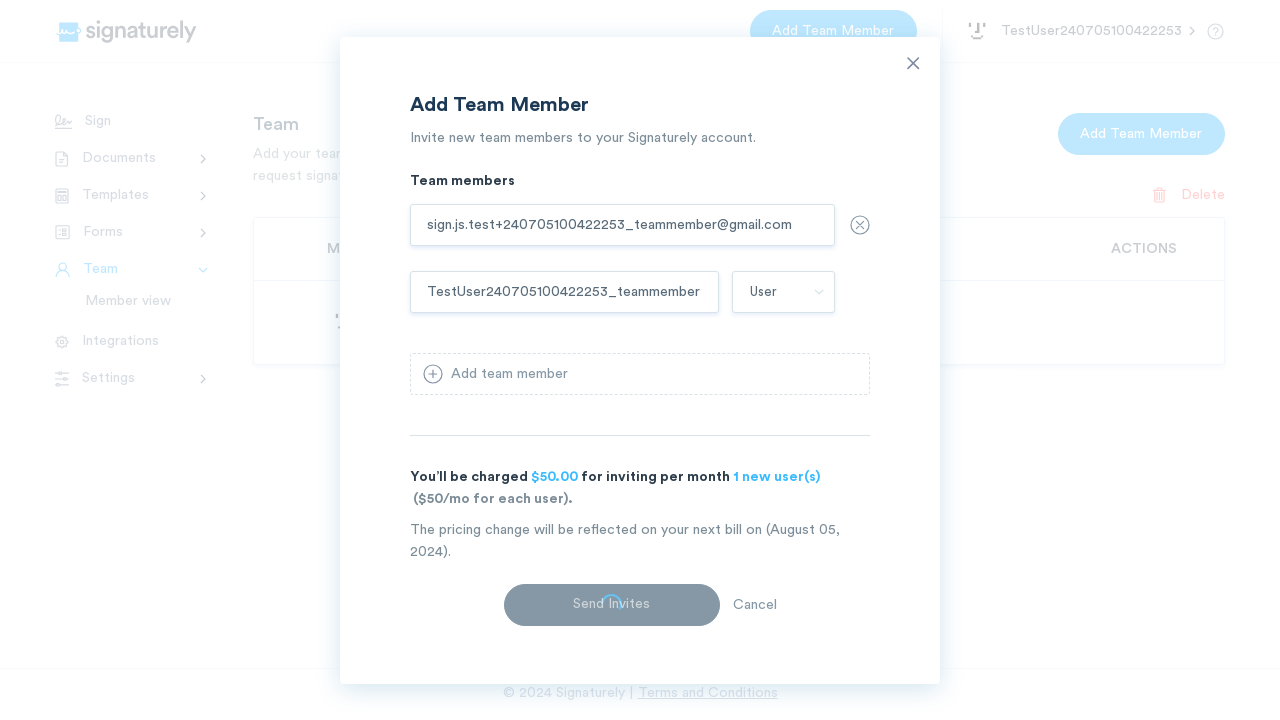 signaturely
Add Team Member
TestUser240705100422253
Sign
Documents
Templates
Forms
Team
Member view
Integrations
Settings
Team
Add your team
request signa
Add Team Member
Delete
M
ACTIONS
Add Team Member
Invite new team members to your Signaturely account.
Team members
sign.js.test+240705100422253_teammember@gmail.com
TestUser240705100422253_teammember
User
Add team member
You'll be charged $50.00 for inviting per month 1 new user(s)
($50/mo for each user).
The pricing change will be reflected on your next bill on (August 05,
2024).
Send Invites
Cancel
© 2024 Signaturely | Terms and Conditions